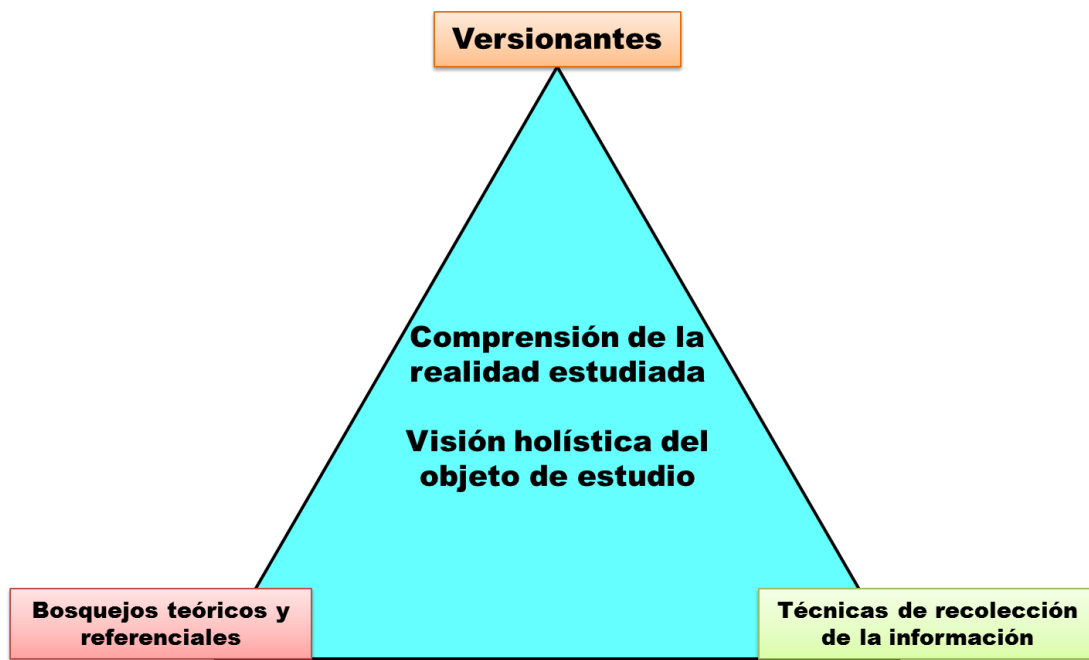 Versionantes
Comprensión de la
realidad estudiada
Visión holística del
objeto de estudio
Bosquejos teóricos y
referenciales
Técnicas de recolección
de la información